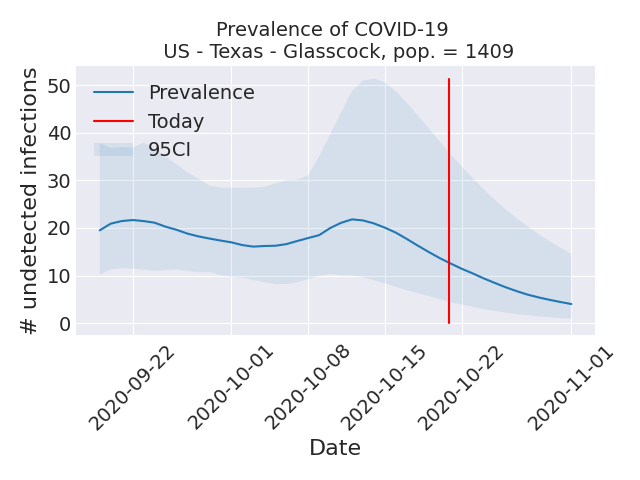 Prevalence of COVID-19
US - Texas - Glasscock, pop. = 1409
# undetected infections
50
40
30
20
10
0
Prevalence
Today
95CI
2020-09-22
2020-10-01
2020-10-08
2020-10-15
2020-10-22
2020-11-01
Date